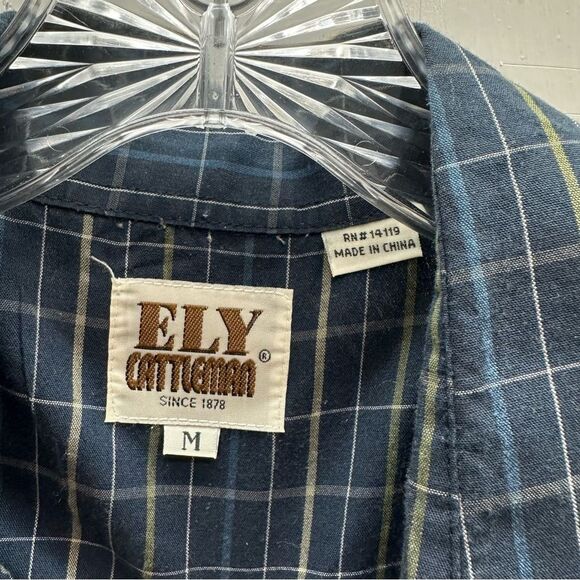 RN# 14119
MADE IN CHINA
ELY
CATTLEMAN®
SINCE 1878
M